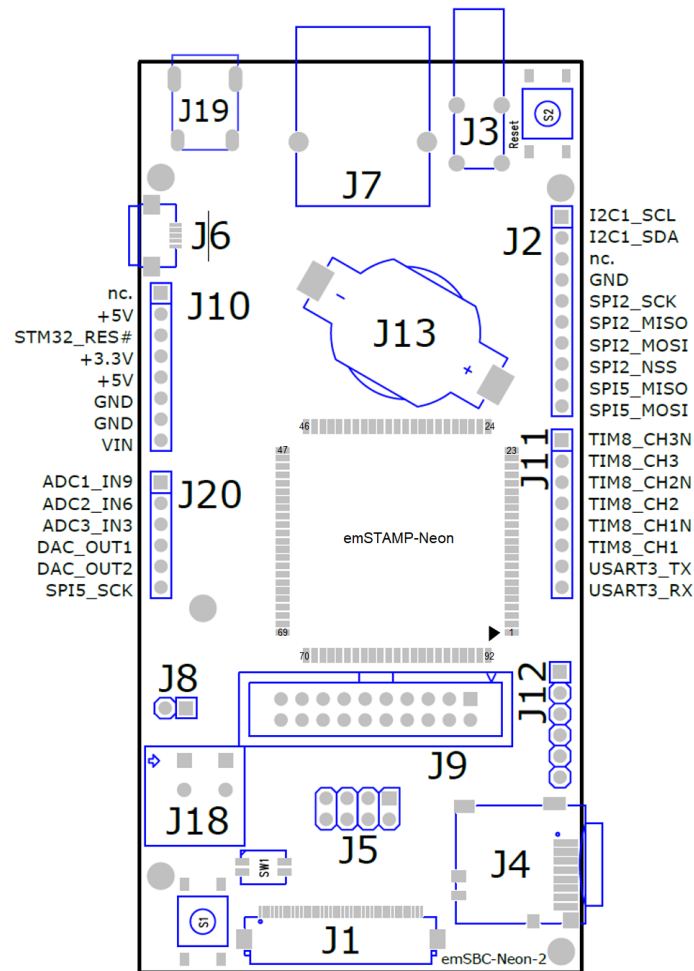 J19
J7
J3
Reset
S2
J6
J2
I2C1_SCL
I2C1_SDA
nc.
GND
SPI2_SCK
SPI2_MISO
SPI2_MOSI
SPI2_NSS
SPI5_MISO
SPI5_MOSI
nc.
+5V
STM32_RES#
+3.3V
+5V
GND
GND
VIN
J10
J13
−
+
46
24
47
23
J11
TIM8_CH3N
TIM8_CH3
TIM8_CH2N
TIM8_CH2
TIM8_CH1N
TIM8_CH1
USART3_TX
USART3_RX
ADC1_IN9
ADC2_IN6
ADC3_IN3
DAC_OUT1
DAC_OUT2
SPI5_SCK
J20
emSTAMP-Neon
69
1
70
92
J8
J12
J9
J18
J5
J4
SW1
S1
J1
emSBC-Neon-2